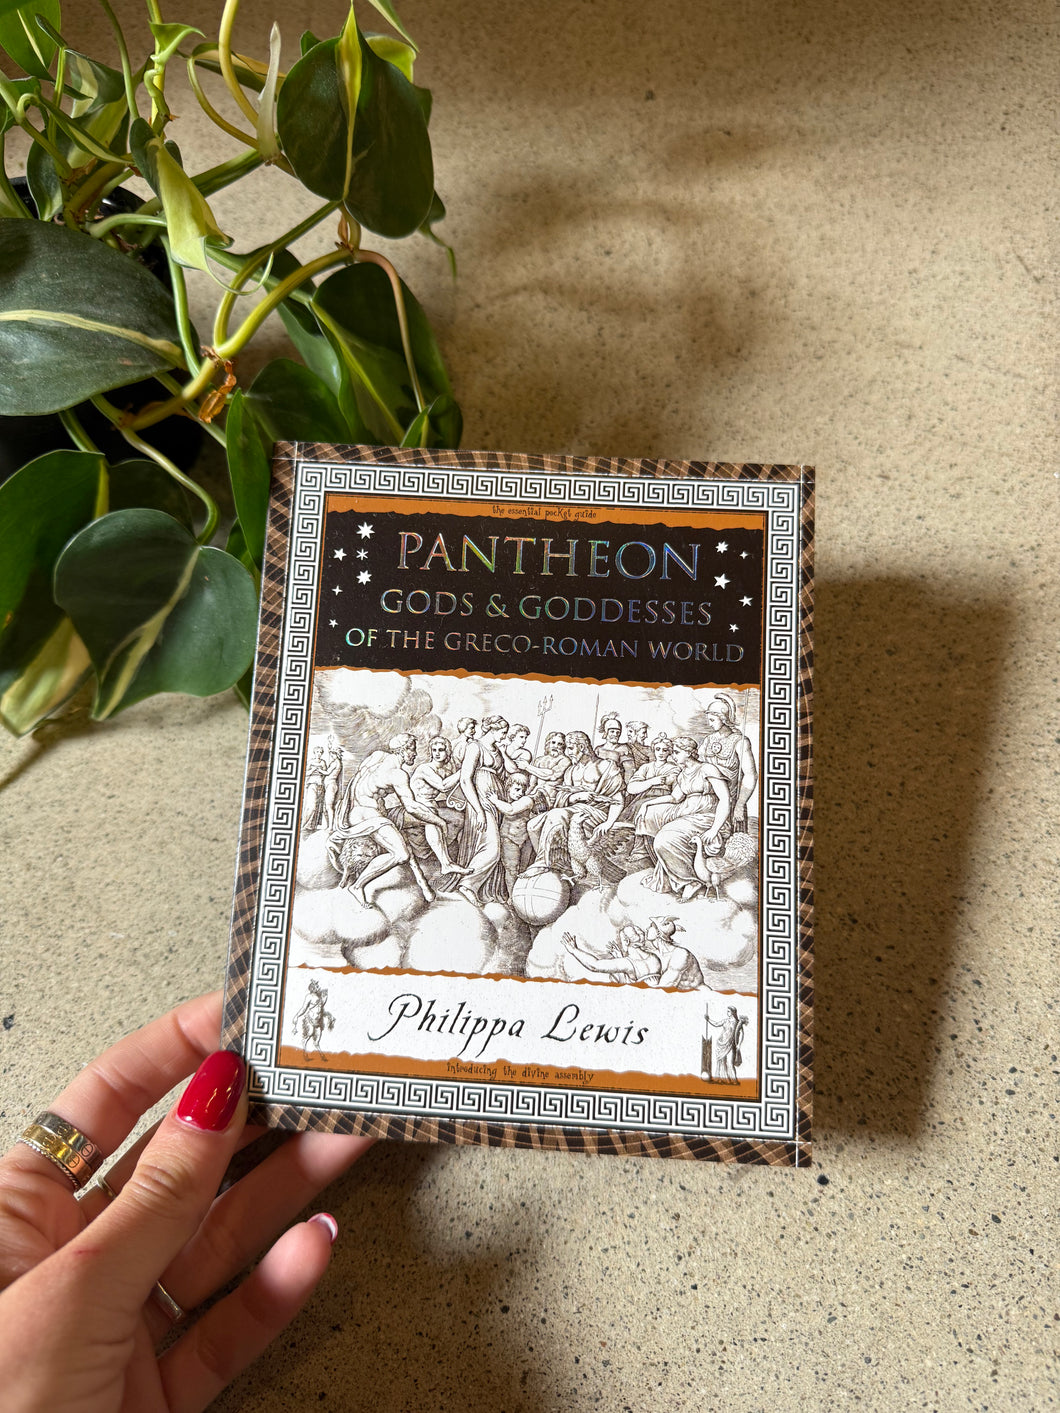 the essential pocket guide
PANTHEON
GODS & GODDESSES
OF THE GRECO-ROMAN WORLD
Philippa Lewis
introducing the divine assembly